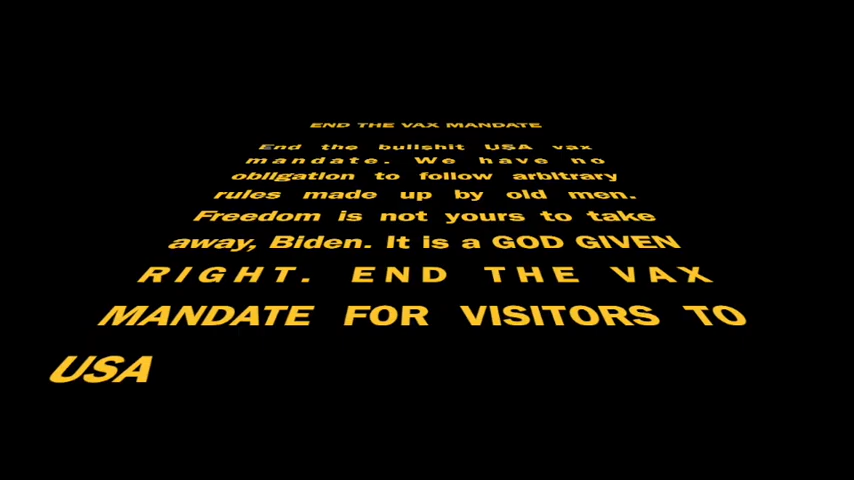 END THE VAX MANDATE
End the bullshit USA vax
mandate. We have no
obligation to follow arbitrary
rules made up by old men.
Freedom is not yours to take
away, Biden. It is a GOD GIVEN
RIGHT. END THE VAX
MANDATE FOR VISITORS TO
USA